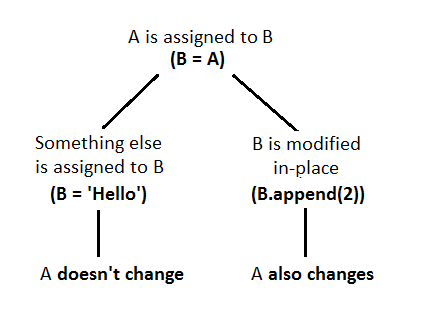 A is assigned to B
(B = A)
Something else
is assigned to B
(B = 'Hello')
B is modified
in-place
(B.append(2))
A doesn't change
A also changes